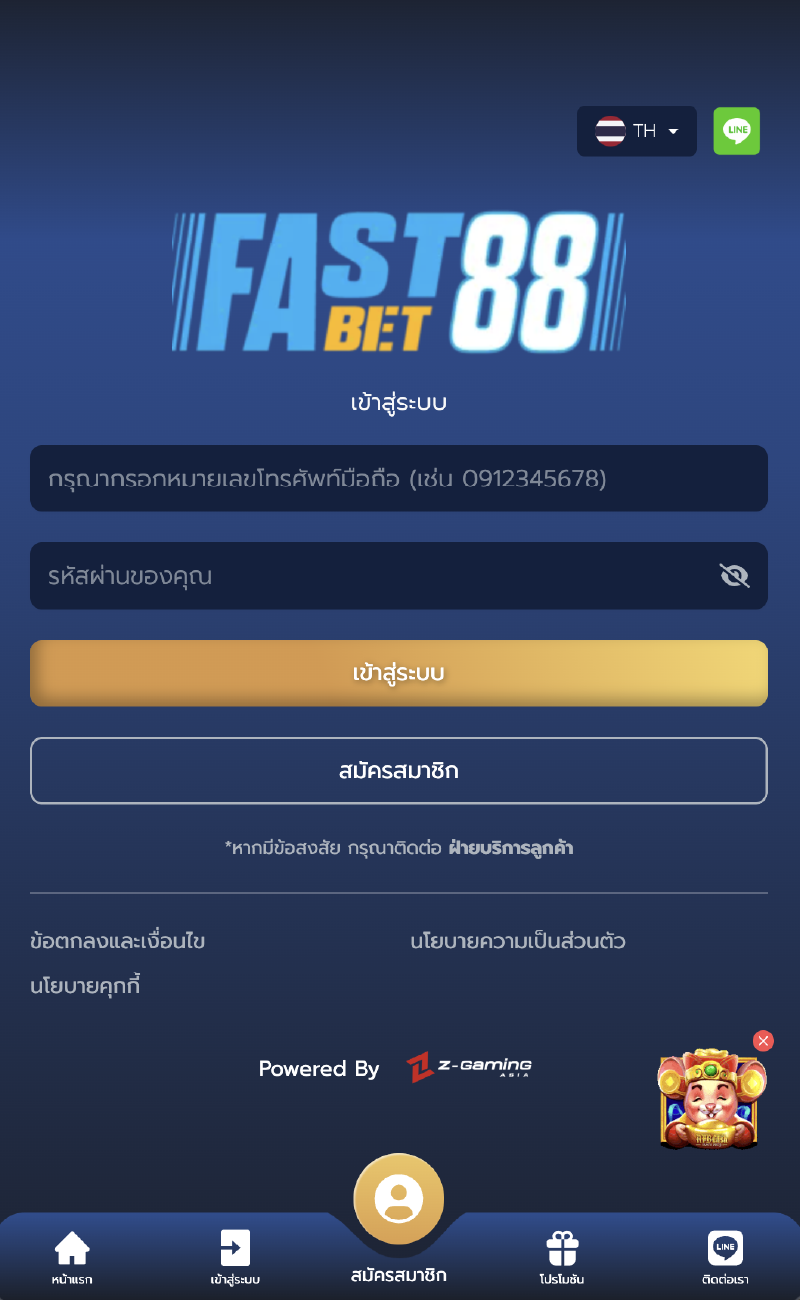 TH
LINE
FAST88
BET
เข้าสู่ระบบ
กรุณากรอกหมายเลขโทรศัพท์มือถือ (เช่น 0912345678)
รหัสผ่านของคุณ
เข้าสู่ระบบ
สมัครสมาชิก
*หากมีข้อสงสัย กรุณาติดต่อ ฝ่ายบริการลูกค้า
ข้อตกลงและเงื่อนไข นโยบายความเป็นส่วนตัว
นโยบายคุกกี้
Powered By Z-GAMING
ASIA
LINE
หน้าแรก เข้าสู่ระบบ สมัครสมาชิก โปรโมชัน ติดต่อเรา